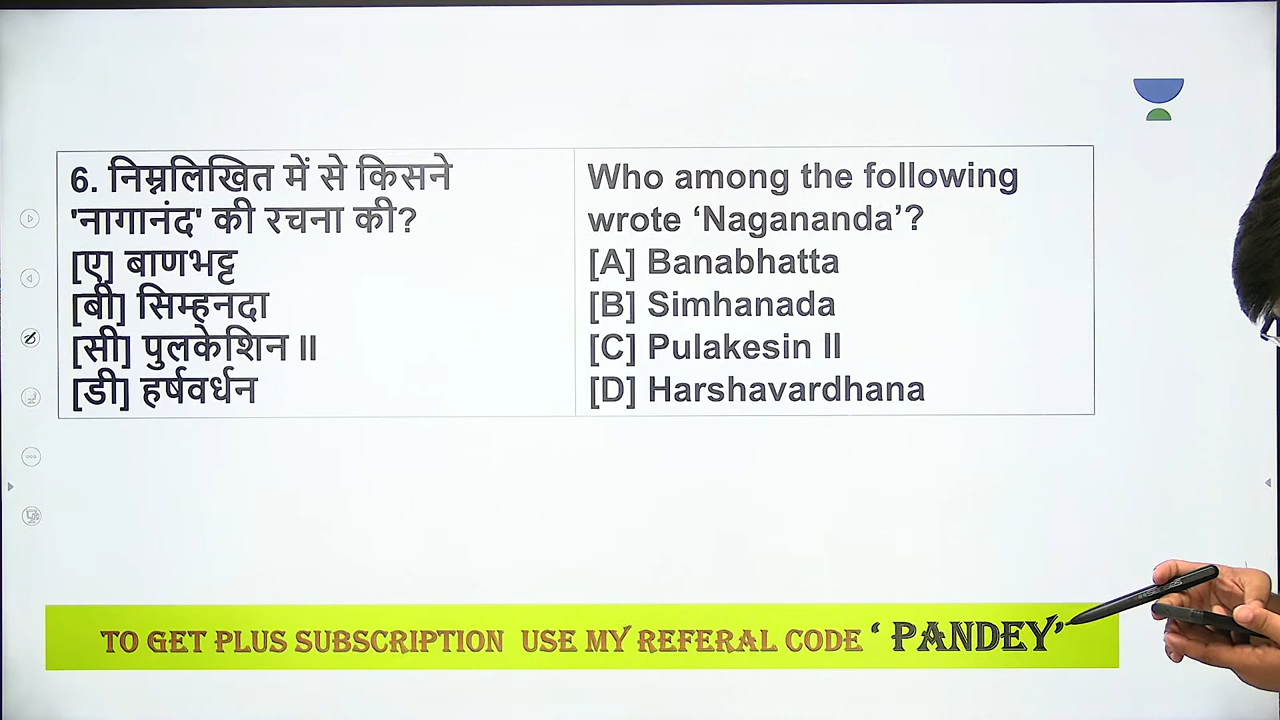 6. निम्नलिखित में से किसने
'नागानंद' की रचना की?
[ए] बाणभट्ट
[बी] सिम्हनदा
[सी] पुलकेशिन II
[डी] हर्षवर्धन
Who among the following
wrote ‘Nagananda’?
[A] Banabhatta
[B] Simhanada
[C] Pulakesin II
[D] Harshavardhana
TO GET PLUS SUBSCRIPTION USE MY REFERAL CODE ‘ PANDEY’